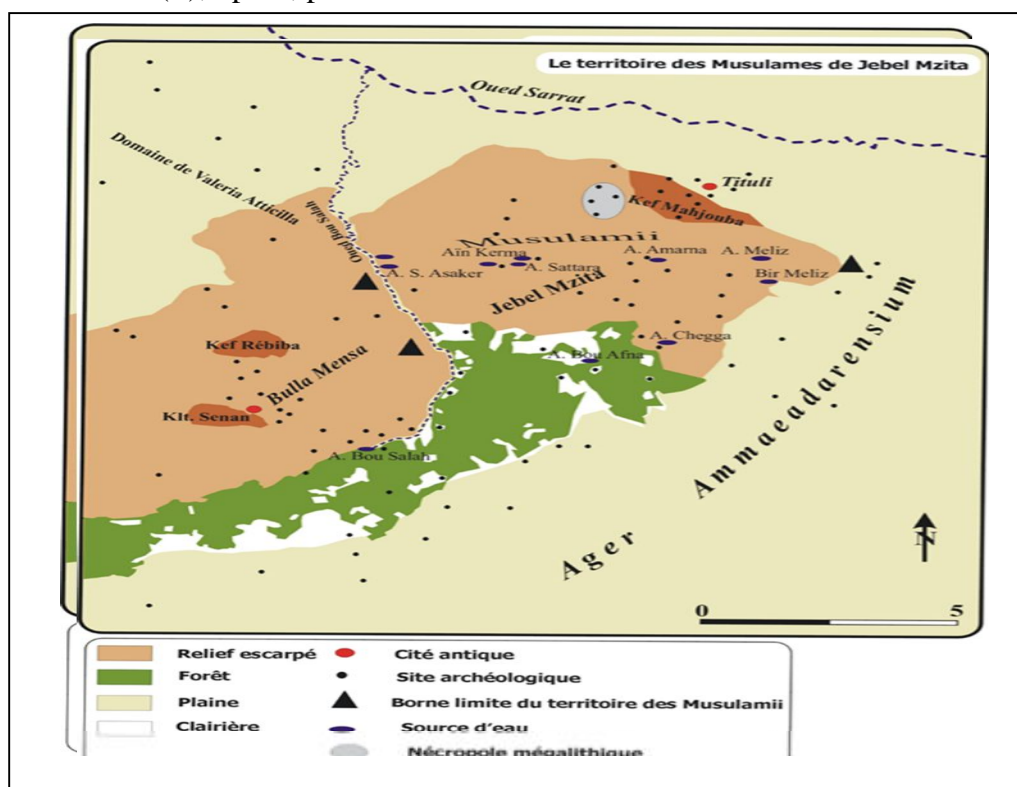 Le territoire des Musulames de Jebel Mzita
Oued Sarrat
Domaine de Valeria Atticilla
Oued Bou Salah
Tituli
Kef Mahjouba
Musulamii
Aïn Kerma
A. Sattara
A. Amarna
A. Meliz
A. S. Asaker
Bir Meliz
Jebel Mzita
Kef Rébiba
Bulla Mensa
A. Chegga
A. Bou Afna
Klt. Senan
A. Bou Salah
Ager Ammaeadarensium
N
0 5
Relief escarpé
Cité antique
Forêt
Site archéologique
Plaine
Borne limite du territoire des Musulamii
Clairière
Source d'eau
Nécropole mégalithique